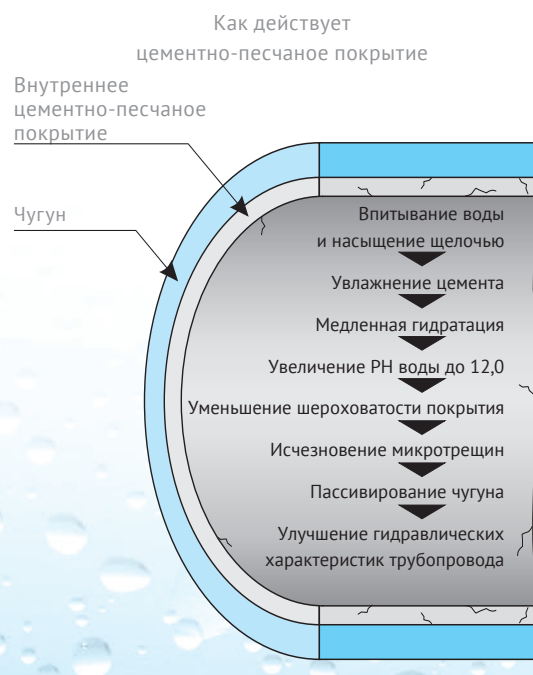 Как действует
цементно-песчаное покрытие
Внутреннее
цементно-песчаное
покрытие
Чугун
Впитывание воды
и насыщение щелочью
Увлажнение цемента
Медленная гидратация
Увеличение РН воды до 12,0
Уменьшение шероховатости покрытия
Исчезновение микротрещин
Пассивирование чугуна
Улучшение гидравлических
характеристик трубопровода